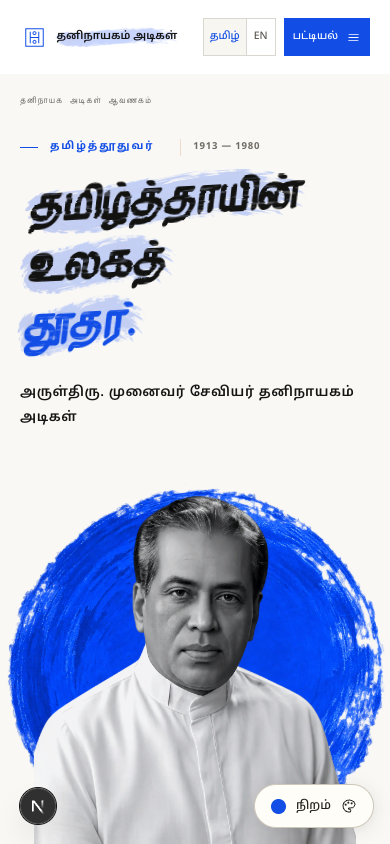 தனிநாயகம் அடிகள்
தமிழ்
EN
பட்டியல்
தனிநாயக அடிகள் ஆவணகம்
தமிழ்த்தூதுவர்
1913 — 1980
தமிழ்த்தாயின்
உலகத்
தூதர்.
அருள்திரு. முனைவர் சேவியர் தனிநாயகம்
அடிகள்
N
நிறம்